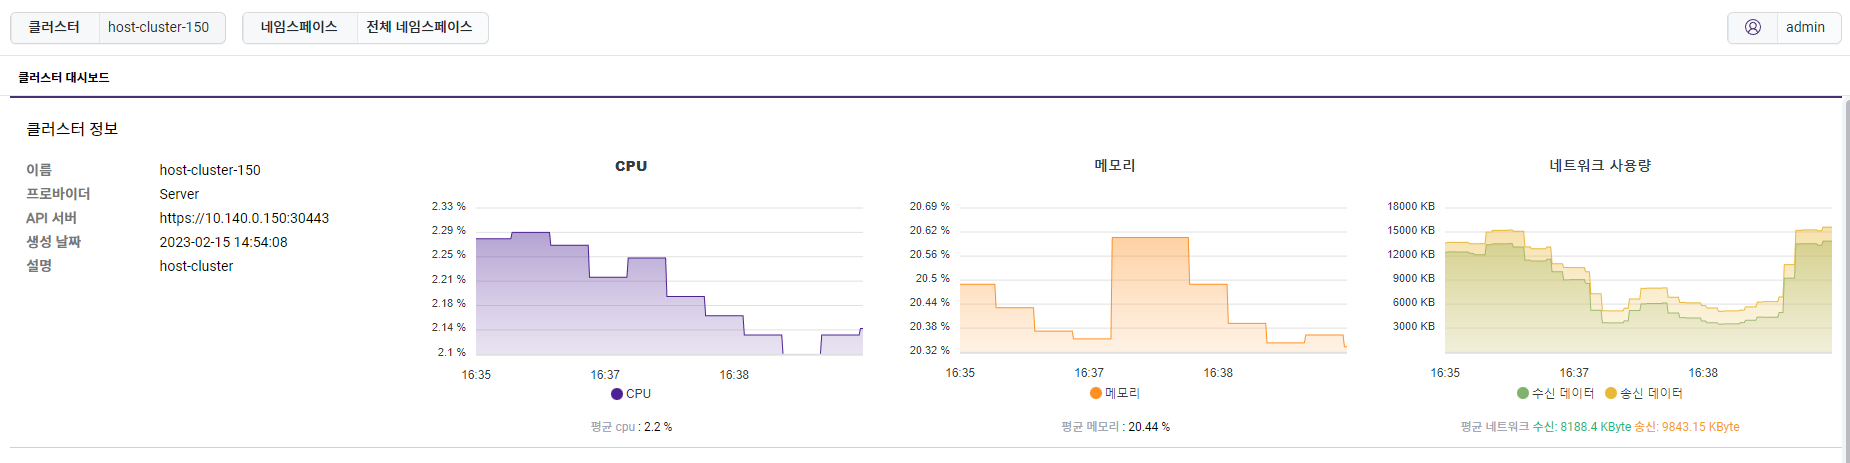 클러스터 host-cluster-150 네임스페이스 전체 네임스페이스 admin
클러스터 대시보드
클러스터 정보
이름 host-cluster-150
프로바이더 Server
API 서버 https://10.140.0.150:30443
생성 날짜 2023-02-15 14:54:08
설명 host-cluster
CPU
2.33 %
2.29 %
2.25 %
2.21 %
2.18 %
2.14 %
2.1 %
16:35 16:37 16:38
CPU
평균 cpu : 2.2 %
메모리
20.69 %
20.62 %
20.56 %
20.5 %
20.44 %
20.38 %
20.32 %
16:35 16:37 16:38
메모리
평균 메모리 : 20.44 %
네트워크 사용량
18000 KB
15000 KB
12000 KB
9000 KB
6000 KB
3000 KB
16:35 16:37 16:38
수신 데이터 송신 데이터
평균 네트워크 수신: 8188.4 KByte 송신: 9843.15 KByte